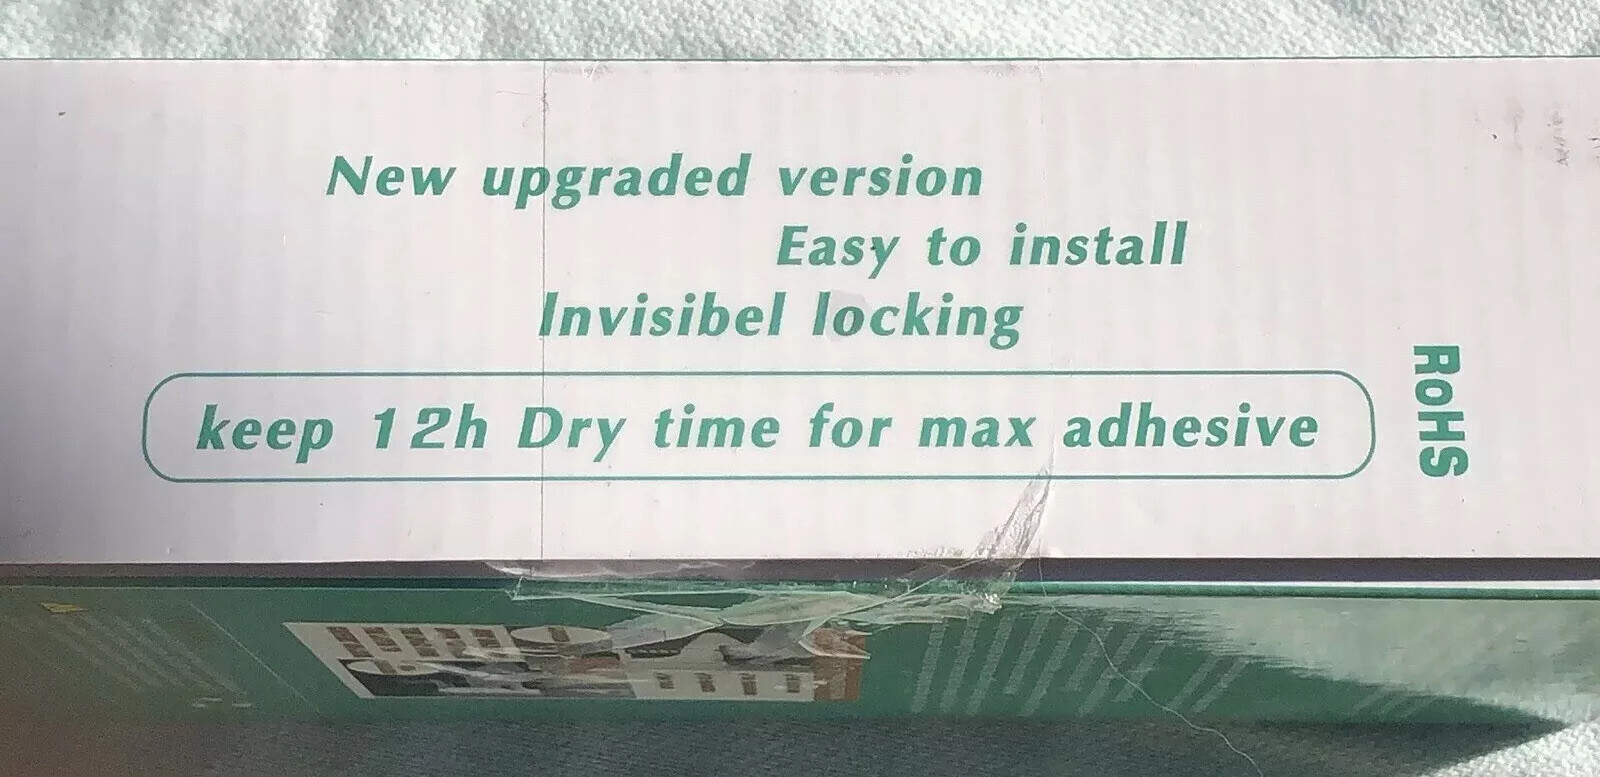 New upgraded version
Easy to install
Invisibel locking
keep 12h Dry time for max adhesive
RoHS